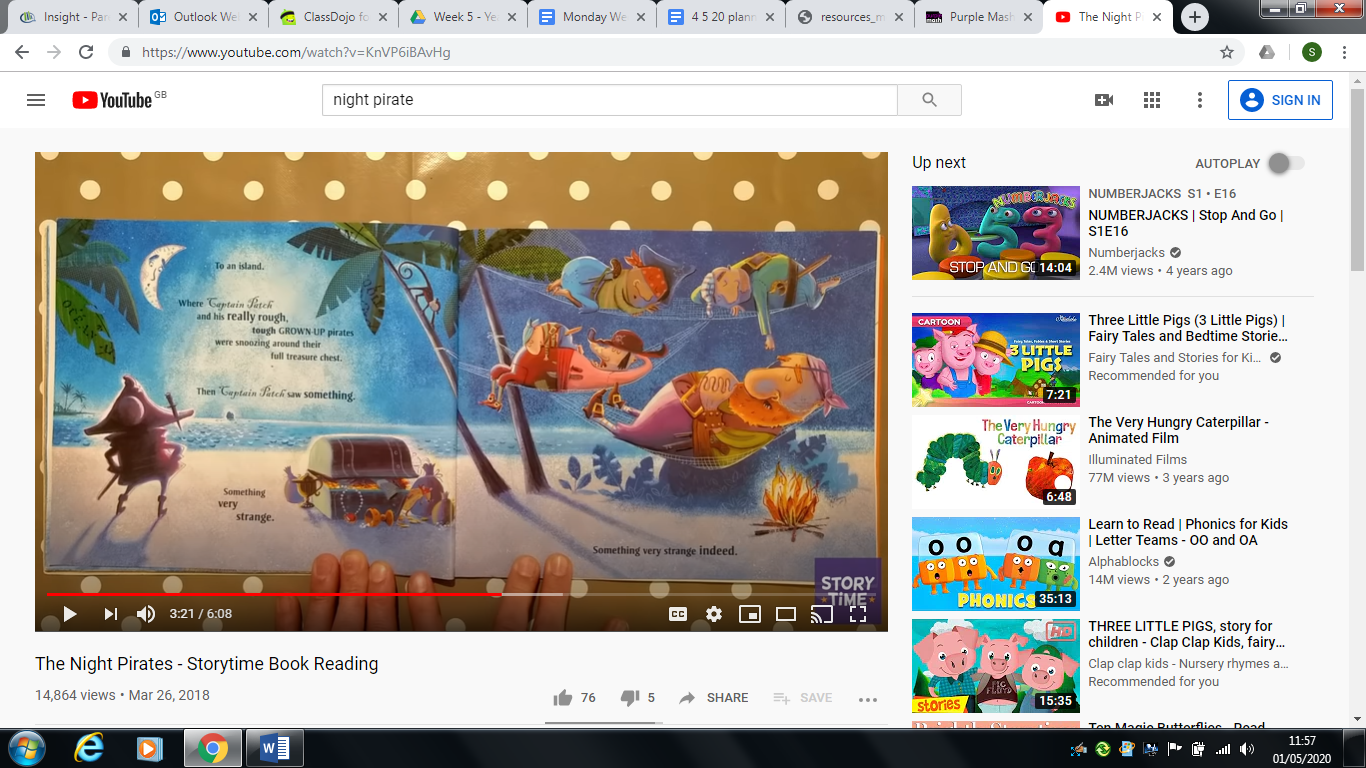 Insight - Par
Outlook We
ClassDojo fo
Week 5 - Ye
Monday We
4 5 20 plann
resources_m
Purple Mash
The Night P
https://www.youtube.com/watch?v=KnVP6iBAvHg
S
YouTube GB
night pirate
SIGN IN
To an island.
Where Captain Patch
and his really rough,
tough GROWN-UP pirates
were snoozing around their
full treasure chest.
Then Captain Patch saw something.
Something
very
strange.
Something very strange indeed.
STORY
TIME
3:21 / 6:08
CC
The Night Pirates - Storytime Book Reading
14,864 views • Mar 26, 2018
76
5
SHARE
SAVE
Up next
AUTOPLAY
NUMBERJACKS
STOP AND GO
14:04
NUMBERJACKS S1 • E16
NUMBERJACKS | Stop And Go |
S1E16
Numberjacks
2.4M views • 4 years ago
CARTOON
3 LITTLE
PIGS
7:21
Three Little Pigs (3 Little Pigs) |
Fairy Tales and Bedtime Storie...
Fairy Tales and Stories for Ki...
Recommended for you
The Very Hungry
Caterpillar
6:48
The Very Hungry Caterpillar -
Animated Film
Illuminated Films
77M views • 3 years ago
o o o a
PHONICS
35:13
Learn to Read | Phonics for Kids
| Letter Teams - OO and OA
Alphablocks
14M views • 2 years ago
HD
PIG
FLOYD
stories
15:35
THREE LITTLE PIGS, story for
children - Clap Clap Kids, fairy...
Clap clap kids - Nursery rhymes a...
Recommended for you
11:57
01/05/2020